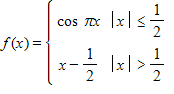 f(x) = { cos πx |x| ≤ 1/2
x − 1/2 |x| > 1/2